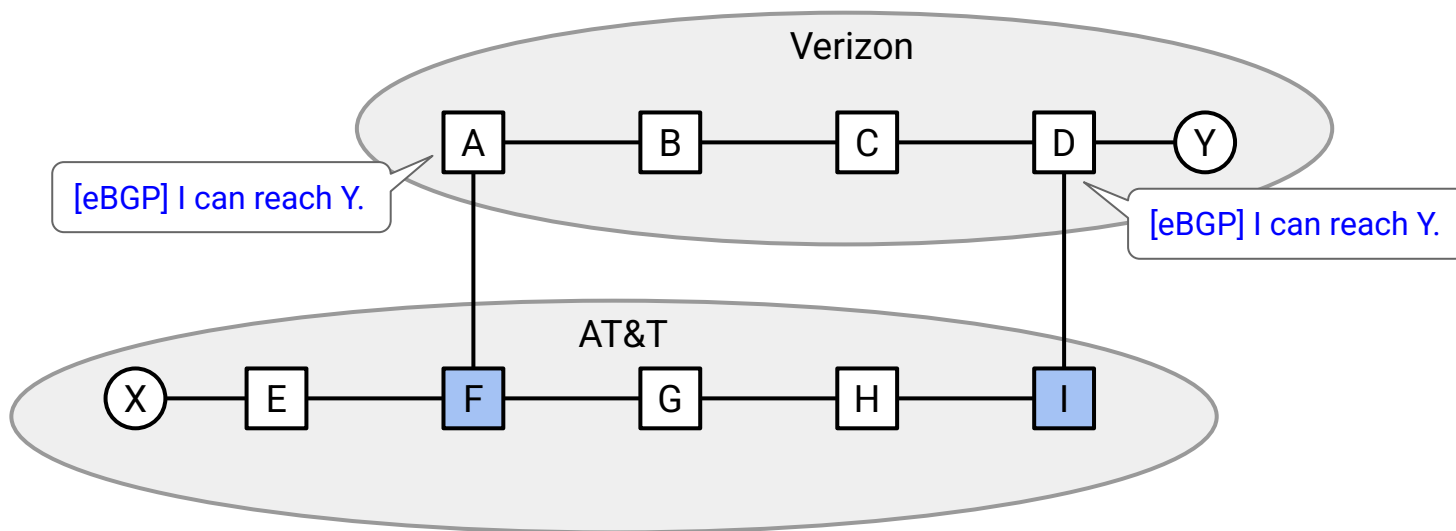 Verizon
A
B
C
D
Y
[eBGP] I can reach Y.
[eBGP] I can reach Y.
AT&T
X
E
F
G
H
I